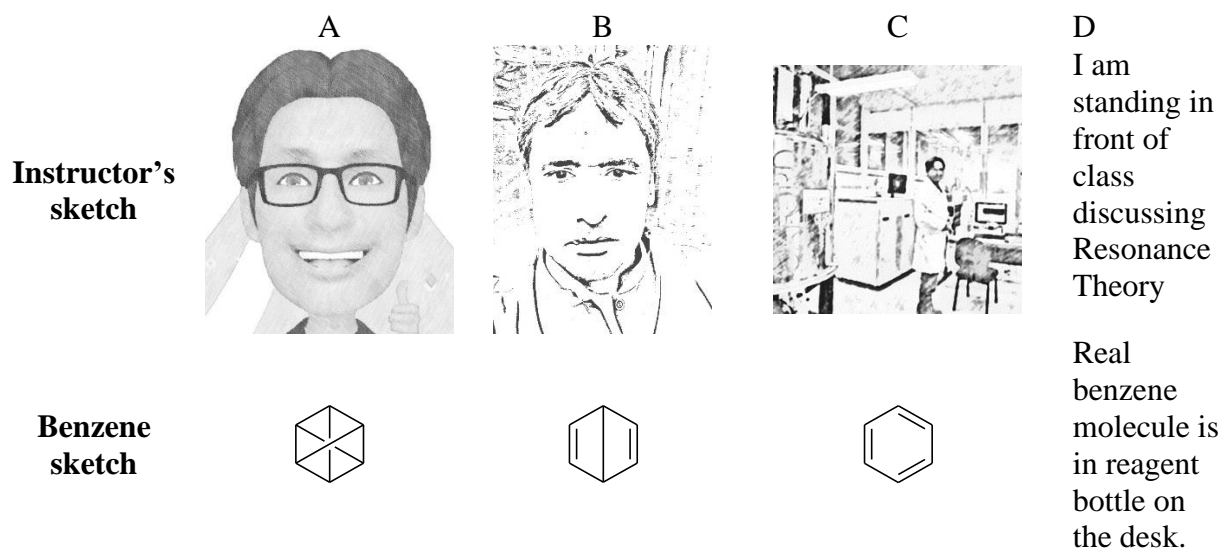 A
B
C
D
Instructor's
sketch
I am
standing in
front of
class
discussing
Resonance
Theory
Benzene
sketch
Real
benzene
molecule is
in reagent
bottle on
the desk.